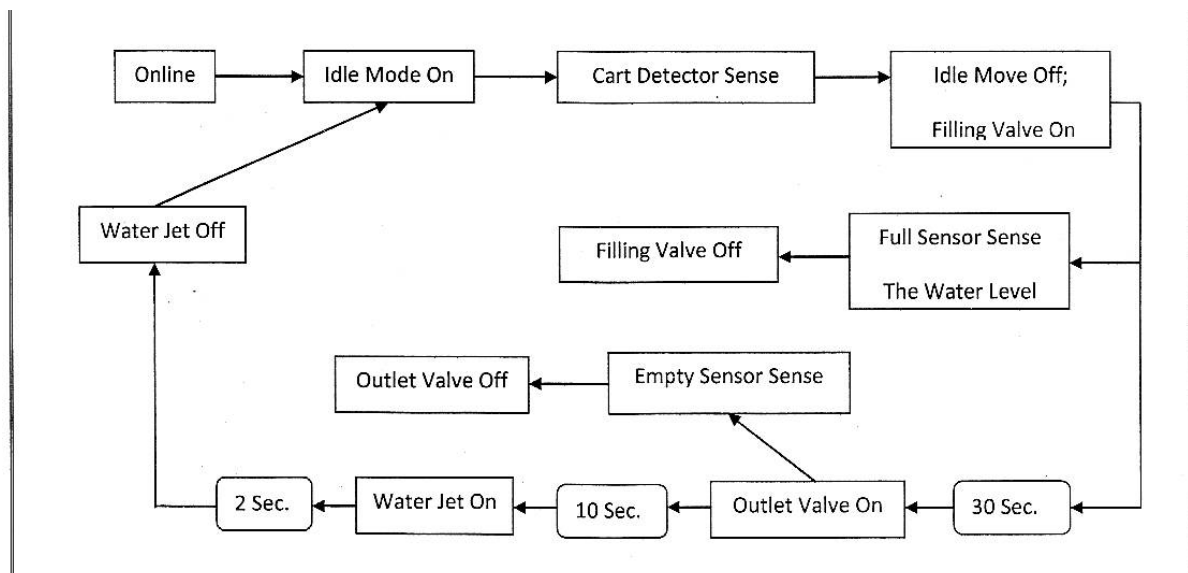 Online
Idle Mode On
Cart Detector Sense
Idle Move Off;
Filling Valve On
Water Jet Off
Filling Valve Off
Full Sensor Sense
The Water Level
Outlet Valve Off
Empty Sensor Sense
2 Sec.
Water Jet On
10 Sec.
Outlet Valve On
30 Sec.